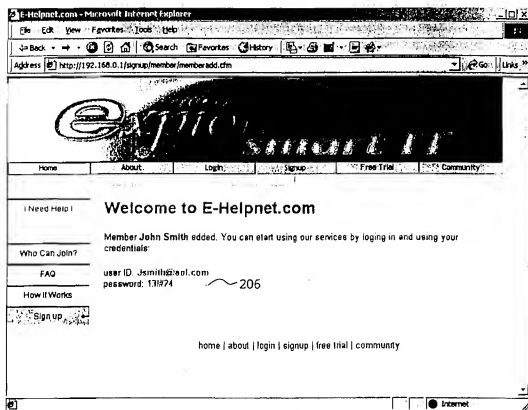 E-Helpnet.com - Microsoft Internet Explorer
File Edit View Favorites Tools Help
Back Search Favorites History
Address http://192.168.0.1/signup/member/memberadd.cfm Go Links »
smart IT
Home About Login Signup Free Trial Community
I Need Help !
Who Can Join?
FAQ
How It Works
Sign up
Welcome to E-Helpnet.com
Member John Smith added. You can start using our services by loging in and using your
credentials:
user ID. Jsmith@aol.com
206
home | about | login | signup | free trial | community
Internet